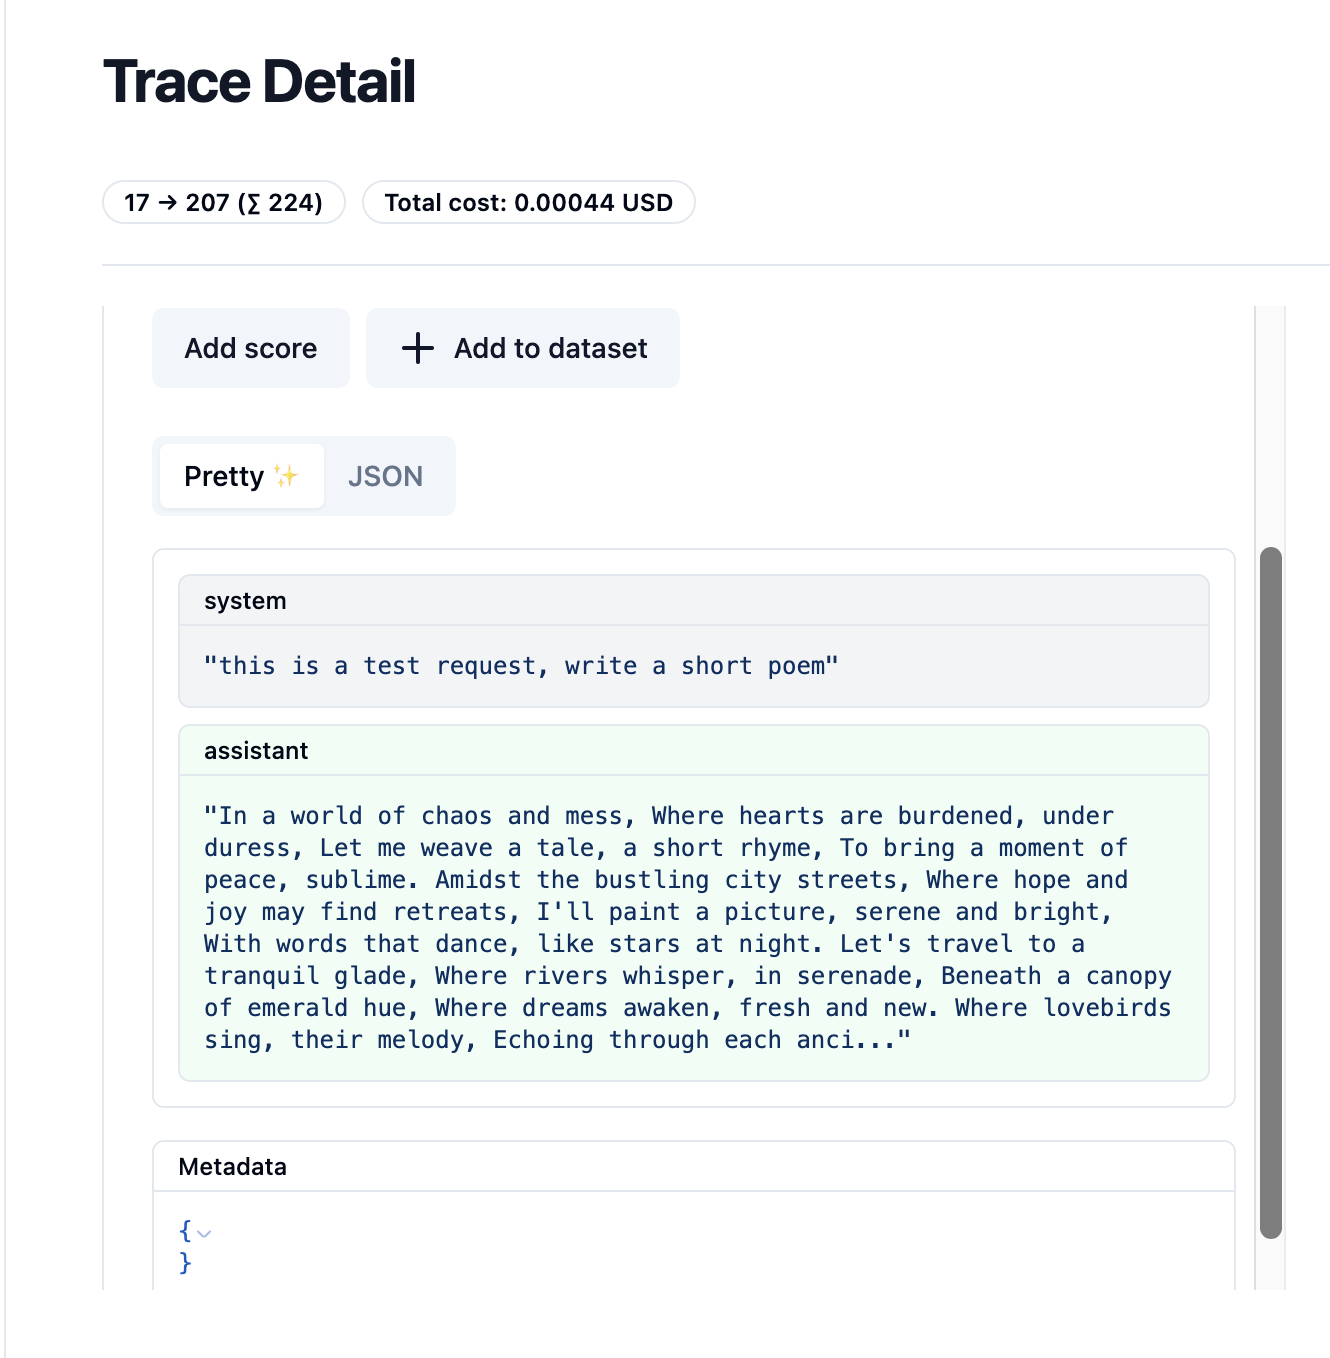 Trace Detail
17 → 207 (∑ 224)
Total cost: 0.00044 USD
Add score
Add to dataset
Pretty ✨
JSON
system
"this is a test request, write a short poem"
assistant
"In a world of chaos and mess, Where hearts are burdened, under
duress, Let me weave a tale, a short rhyme, To bring a moment of
peace, sublime. Amidst the bustling city streets, Where hope and
joy may find retreats, I'll paint a picture, serene and bright,
With words that dance, like stars at night. Let's travel to a
tranquil glade, Where rivers whisper, in serenade, Beneath a canopy
of emerald hue, Where dreams awaken, fresh and new. Where lovebirds
sing, their melody, Echoing through each anci..."
Metadata
{
}